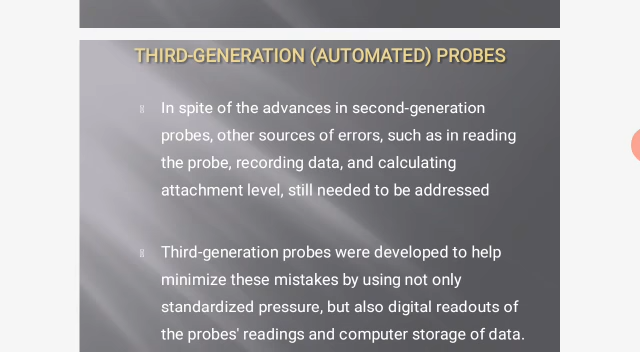 THIRD-GENERATION (AUTOMATED) PROBES
In spite of the advances in second-generation
probes, other sources of errors, such as in reading
the probe, recording data, and calculating
attachment level, still needed to be addressed
Third-generation probes were developed to help
minimize these mistakes by using not only
standardized pressure, but also digital readouts of
the probes' readings and computer storage of data.